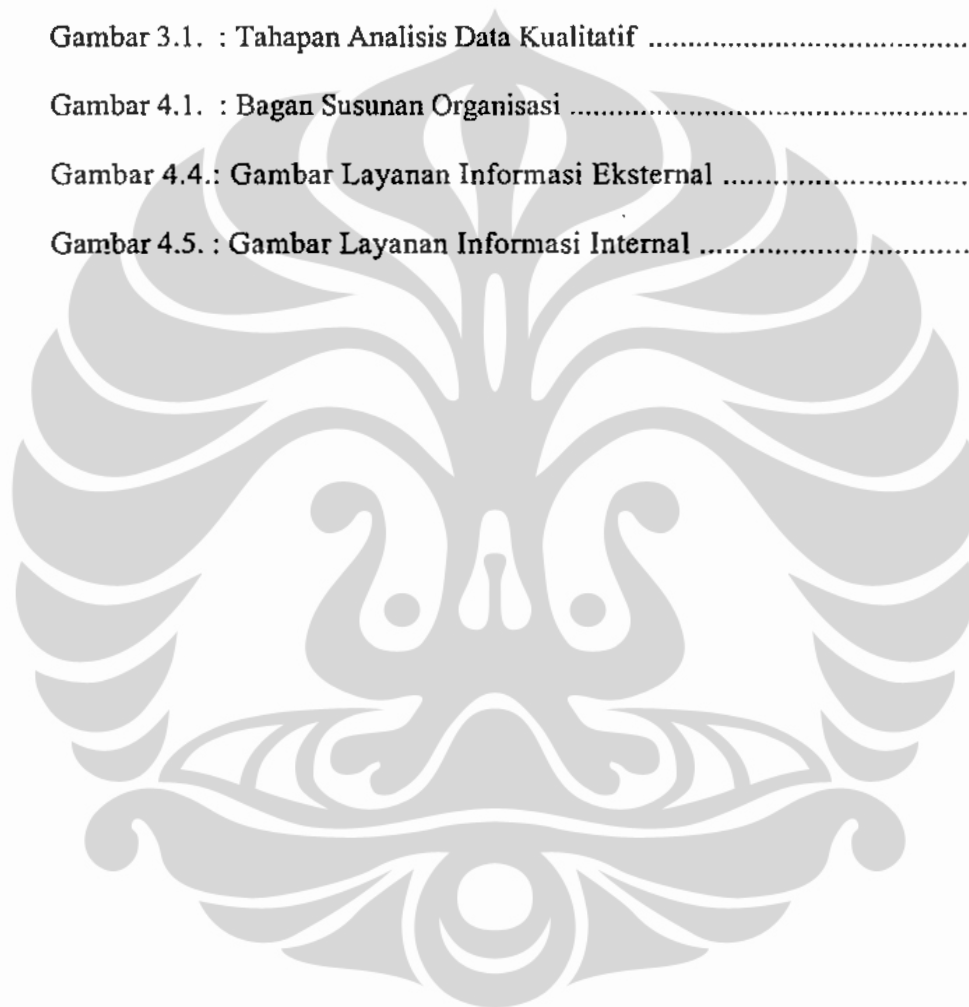 Gambar 3.1. : Tahapan Analisis Data Kualitatif ......................................
Gambar 4.1. : Bagan Susunan Organisasi ................................................
Gambar 4.4.: Gambar Layanan Informasi Eksternal .............................
Gambar 4.5. : Gambar Layanan Informasi Internal ................................